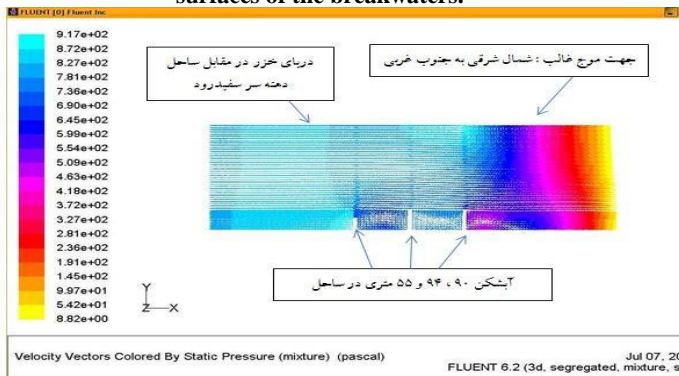 surfaces of the breakwaters.
FLUENT [0] Fluent Inc
9.17e+02
8.72e+02
8.27e+02
7.81e+02
7.36e+02
6.90e+02
6.45e+02
5.99e+02
5.54e+02
5.09e+02
4.63e+02
4.18e+02
3.72e+02
3.27e+02
2.81e+02
2.36e+02
1.91e+02
1.45e+02
9.97e+01
5.42e+01
8.82e+00
دریای خزر در مقابل ساحل
دهنه سر سفیدرود
جهت موج غالب : شمال شرقی به جنوب غربی
آبشکن ۹۰ ، ۹۴ و ۵۵ متری در ساحل
Y
Z X
Velocity Vectors Colored By Static Pressure (mixture) (pascal)
Jul 07, 20
FLUENT 6.2 (3d, segregated, mixture, s